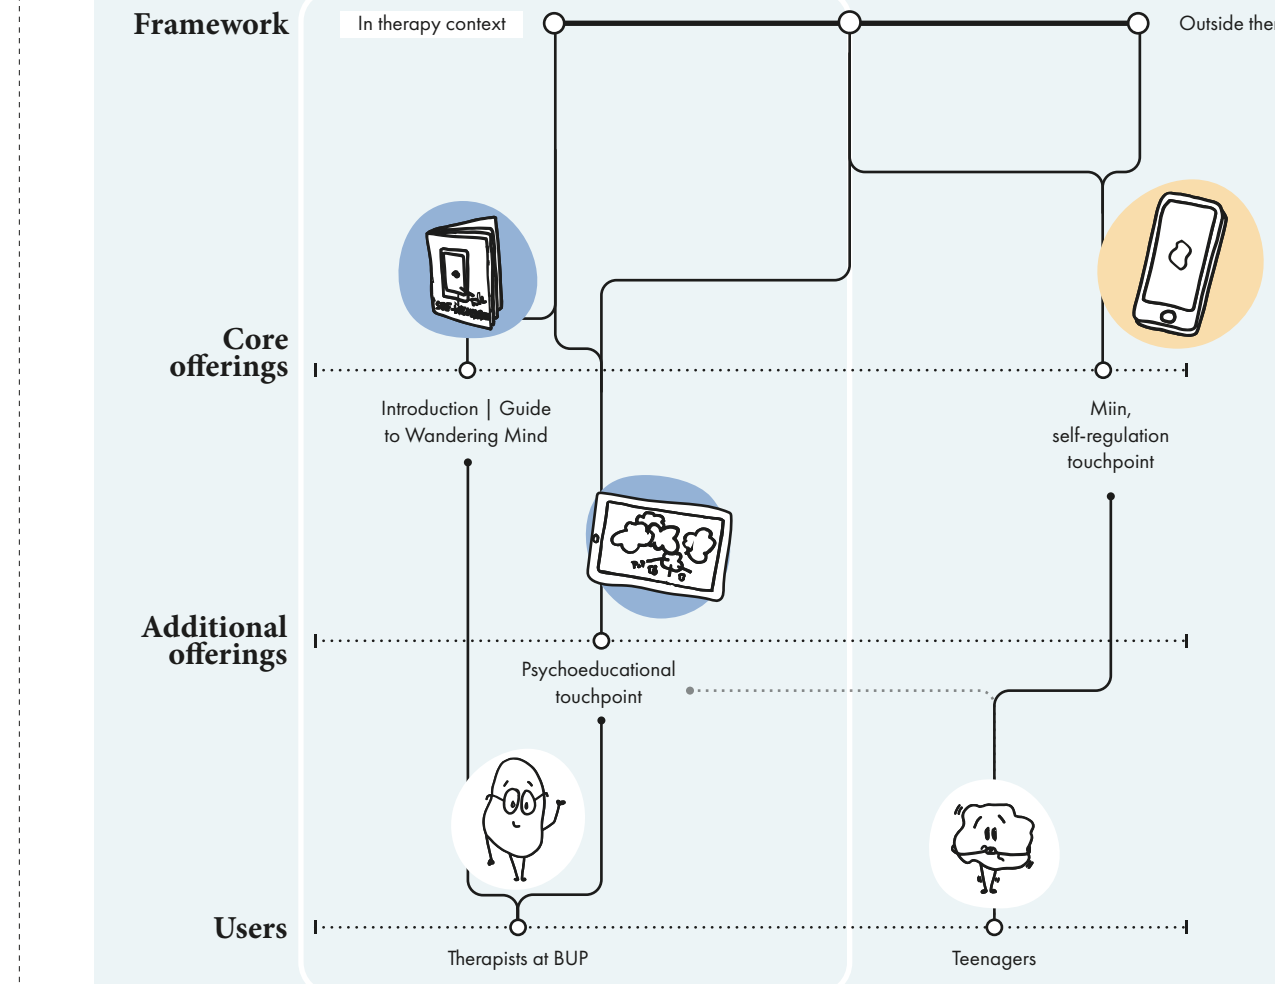 Framework
In therapy context
Outside
Core
offerings
Introduction | Guide
to Wandering Mind
Miin,
self-regulation
touchpoint
Additional
offerings
Psychoeducational
touchpoint
Users
Therapists at BUP
Teenagers